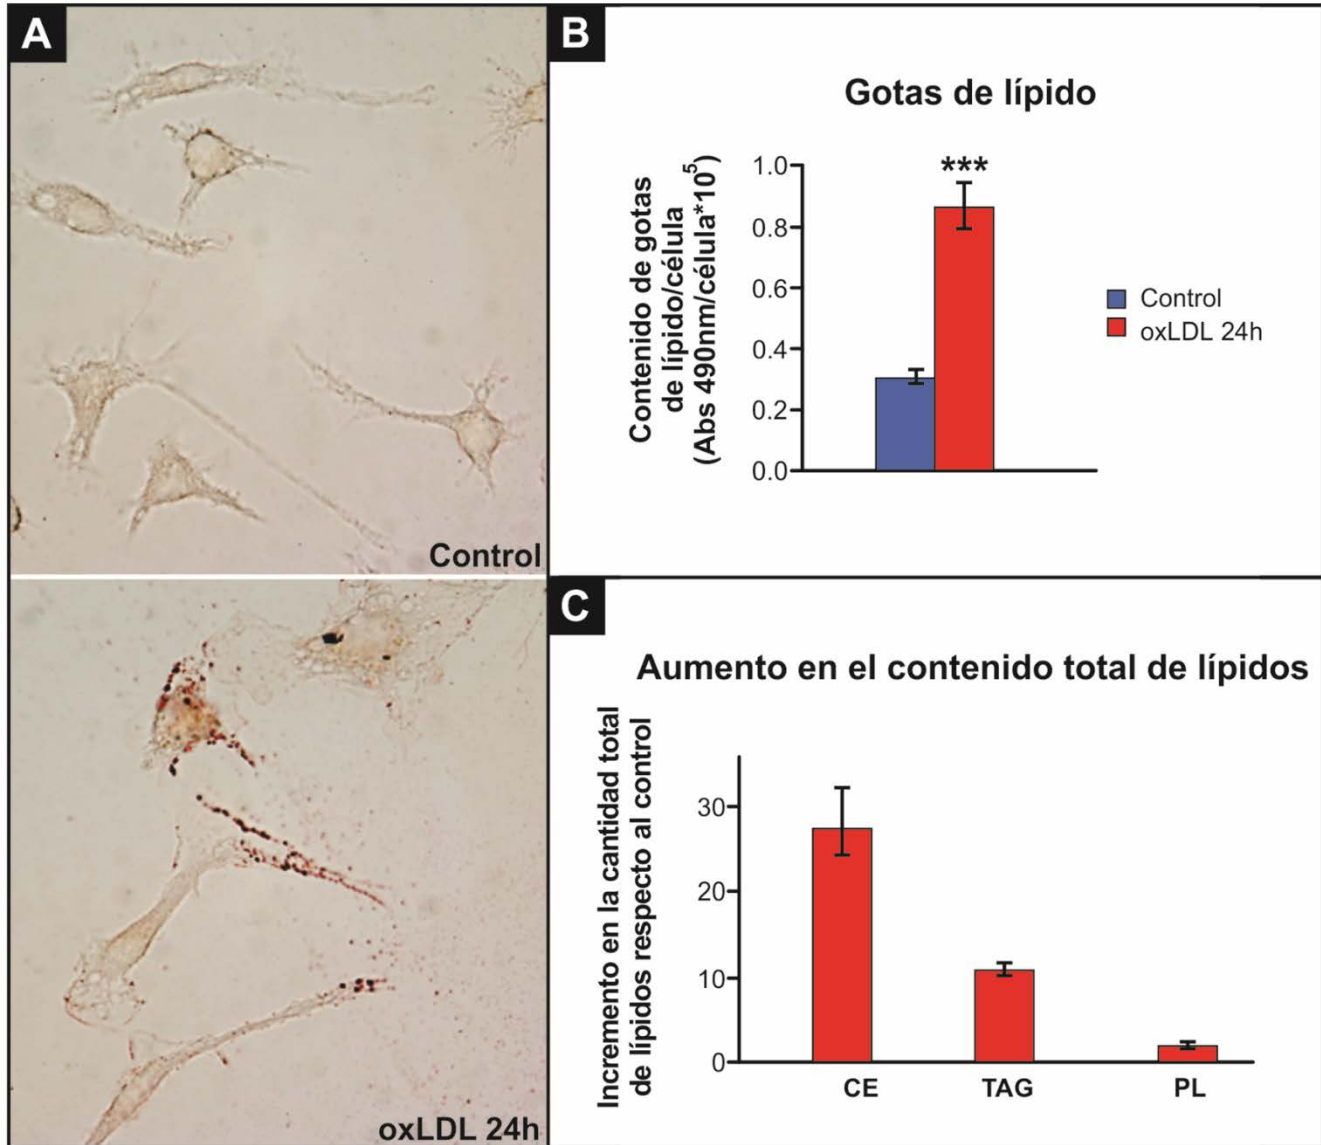 A
Control
oxLDL 24h
B
Gotas de lípido
Contenido de gotas
de lípido/célula
(Abs 490nm/célula*10⁵)
1.0
0.8
0.6
0.4
0.2
0.0
***
Control
oxLDL 24h
C
Aumento en el contenido total de lípidos
Incremento en la cantidad total
de lípidos respecto al control
30
20
10
0
CE TAG PL